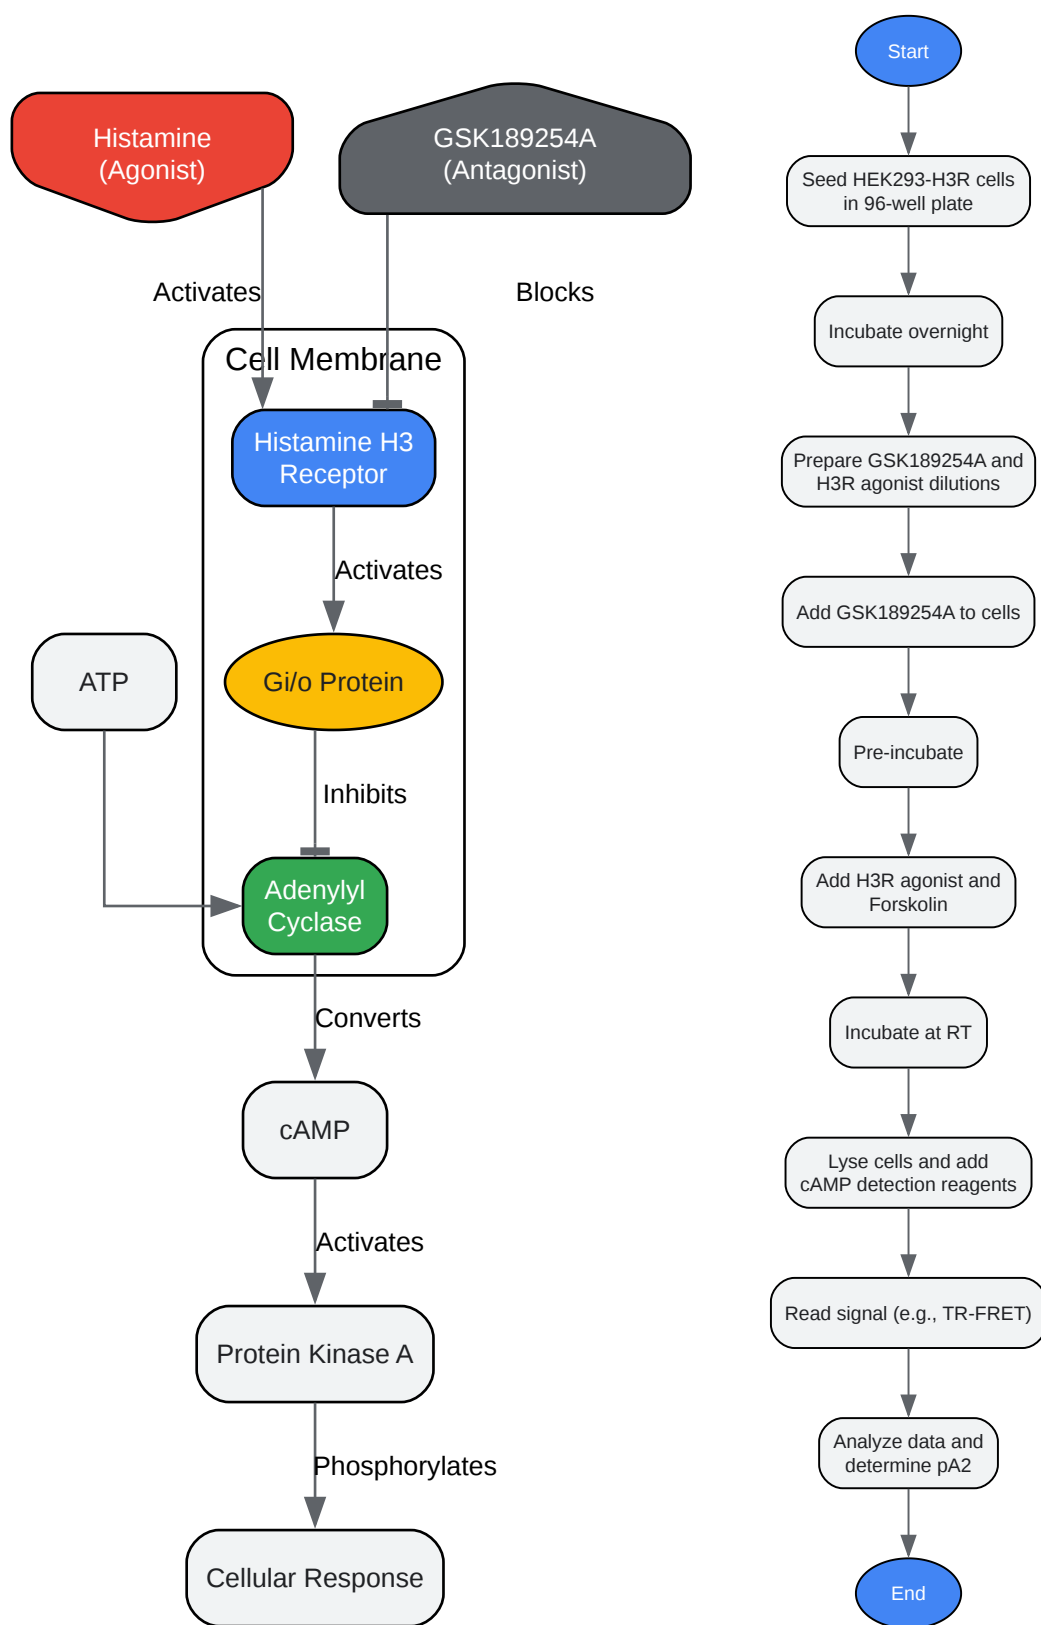 Histamine
(Agonist)
GSK189254A
(Antagonist)
Activates
Blocks
Cell Membrane
Histamine H3
Receptor
Activates
ATP
Gi/o Protein
Inhibits
Adenylyl
Cyclase
Converts
cAMP
Activates
Protein Kinase A
Phosphorylates
Cellular Response
Start
Seed HEK293-H3R cells
in 96-well plate
Incubate overnight
Prepare GSK189254A and
H3R agonist dilutions
Add GSK189254A to cells
Pre-incubate
Add H3R agonist and
Forskolin
Incubate at RT
Lyse cells and add
cAMP detection reagents
Read signal (e.g., TR-FRET)
Analyze data and
determine pA2
End